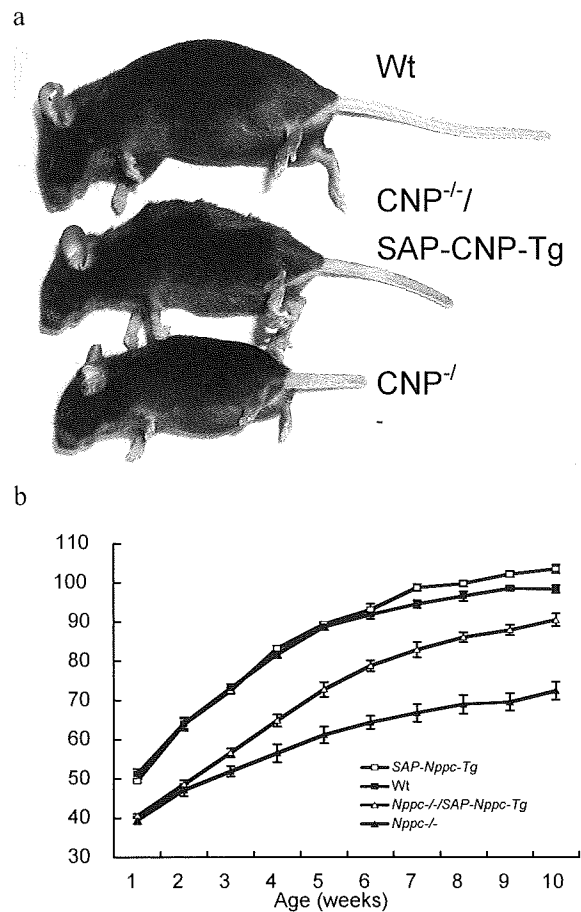 a
Wt
CNP-/-/
SAP-CNP-Tg
CNP-/
-
b
110
100
90
80
70
60
50
40
30
SAP-Nppc-Tg
Wt
Nppc-/-/SAP-Nppc-Tg
Nppc-/-
1 2 3 4 5 6 7 8 9 10
Age (weeks)